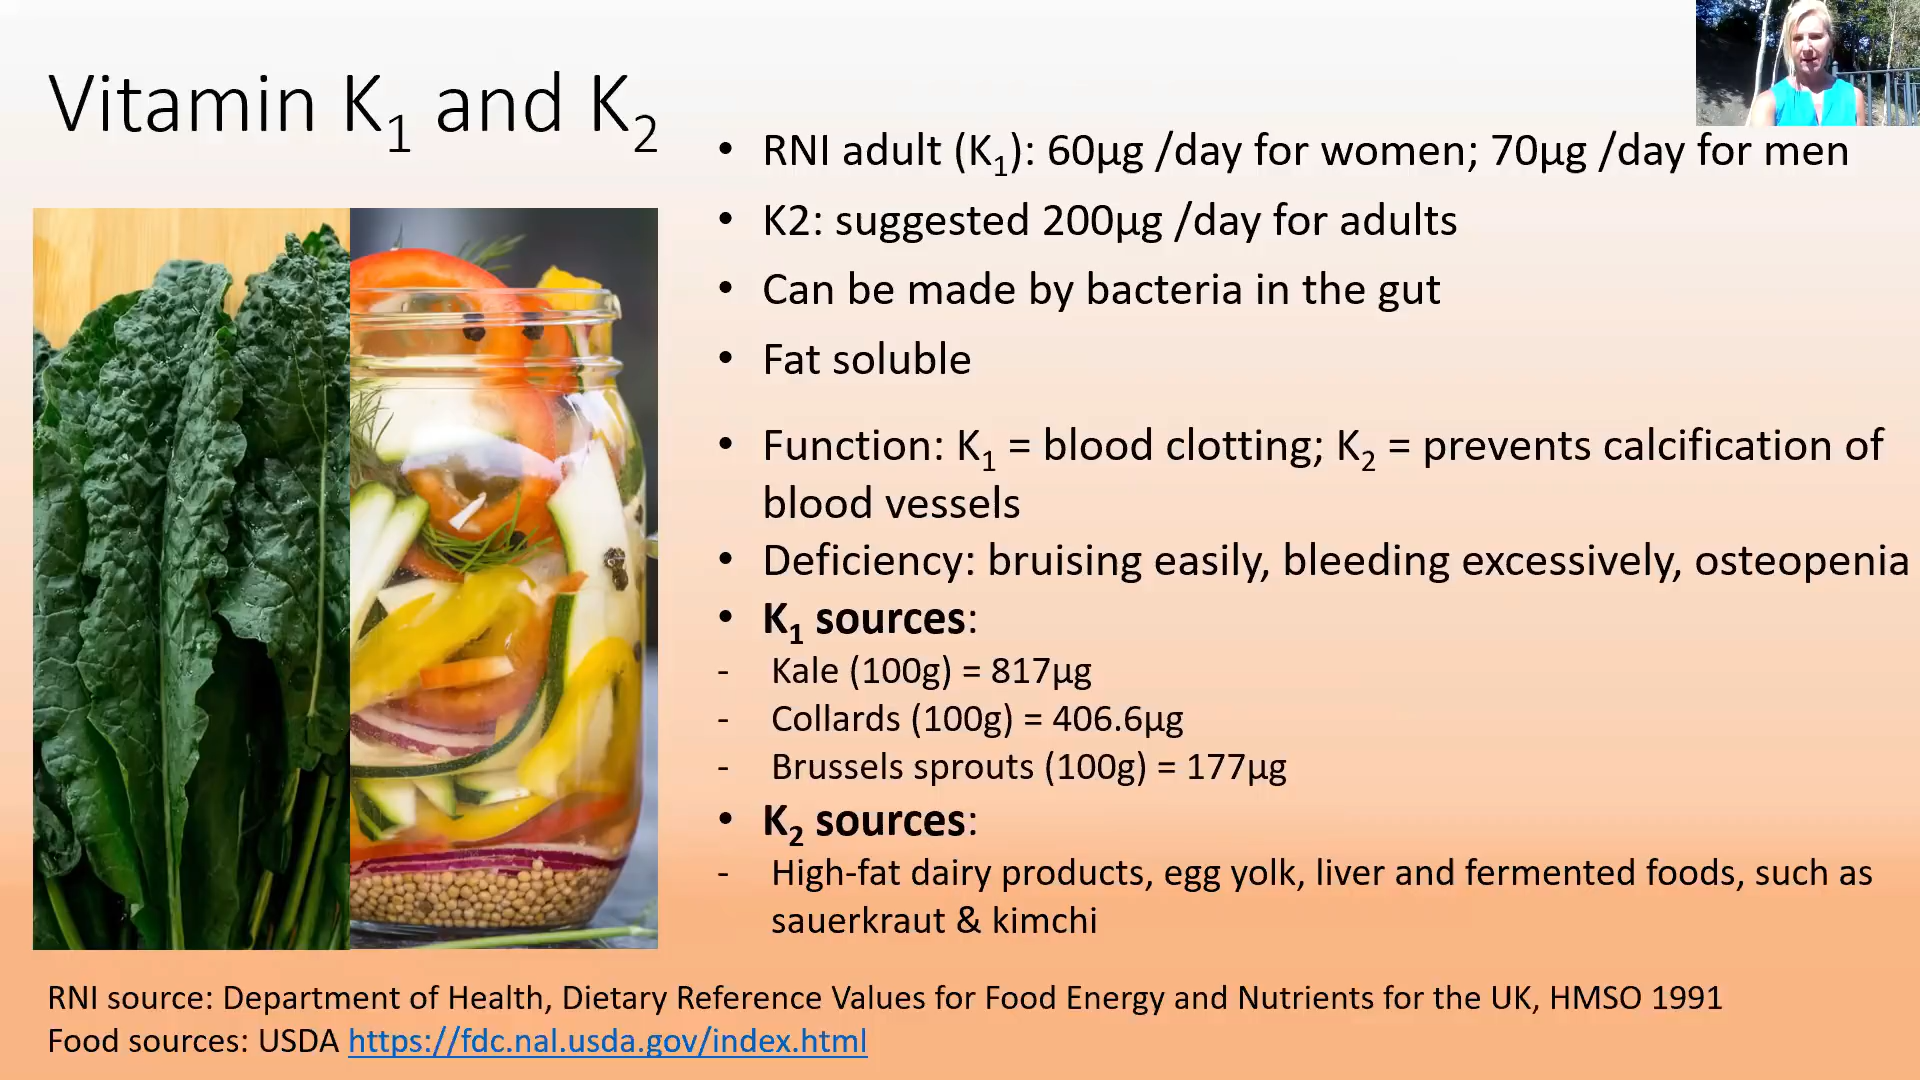 Vitamin K₁ and K₂
• RNI adult (K₁): 60µg /day for women; 70µg /day for men
• K2: suggested 200µg /day for adults
• Can be made by bacteria in the gut
• Fat soluble
• Function: K₁ = blood clotting; K₂ = prevents calcification of
blood vessels
• Deficiency: bruising easily, bleeding excessively, osteopenia
• K₁ sources:
- Kale (100g) = 817µg
- Collards (100g) = 406.6µg
- Brussels sprouts (100g) = 177µg
• K₂ sources:
- High-fat dairy products, egg yolk, liver and fermented foods, such as
sauerkraut & kimchi
RNI source: Department of Health, Dietary Reference Values for Food Energy and Nutrients for the UK, HMSO 1991
Food sources: USDA https://fdc.nal.usda.gov/index.html